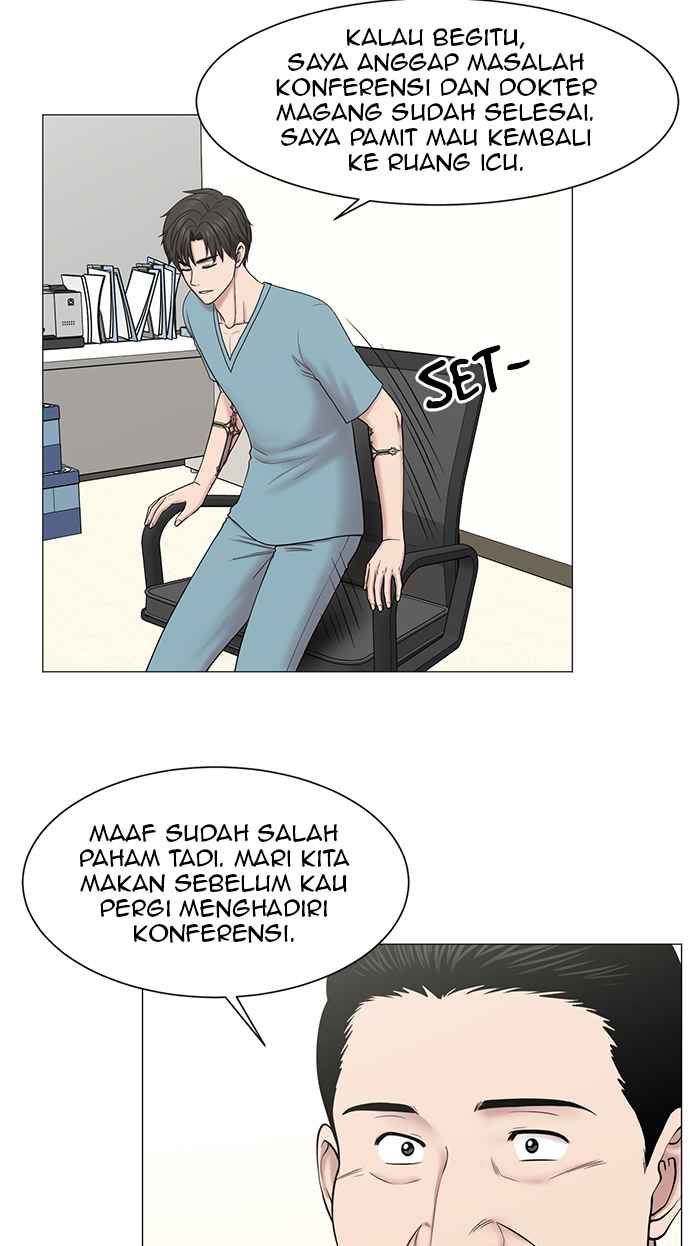 KALAU BEGITU,
SAYA ANGGAP MASALAH
KONFERENSI DAN DOKTER
MAGANG SUDAH SELESAI.
SAYA PAMIT MAU KEMBALI
KE RUANG ICU.
SET-
MAAF SUDAH SALAH
PAHAM TADI. MARI KITA
MAKAN SEBELUM KAU
PERGI MENGHADIRI
KONFERENSI.